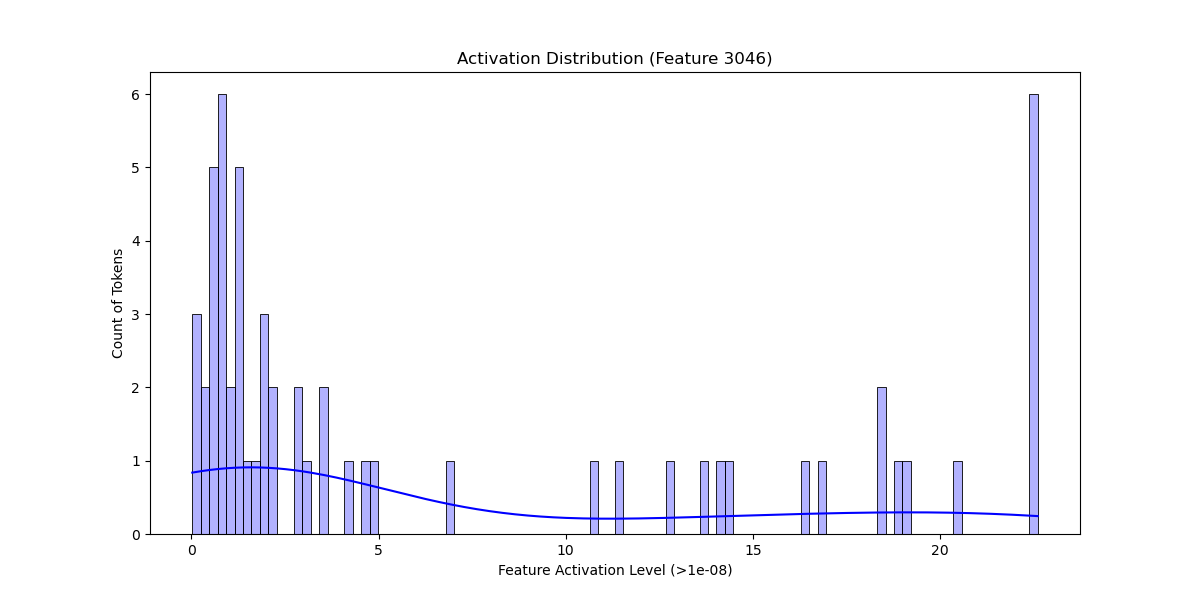 Activation Distribution (Feature 3046)
Count of Tokens
6
5
4
3
2
1
0
0 5 10 15 20
Feature Activation Level (>1e-08)